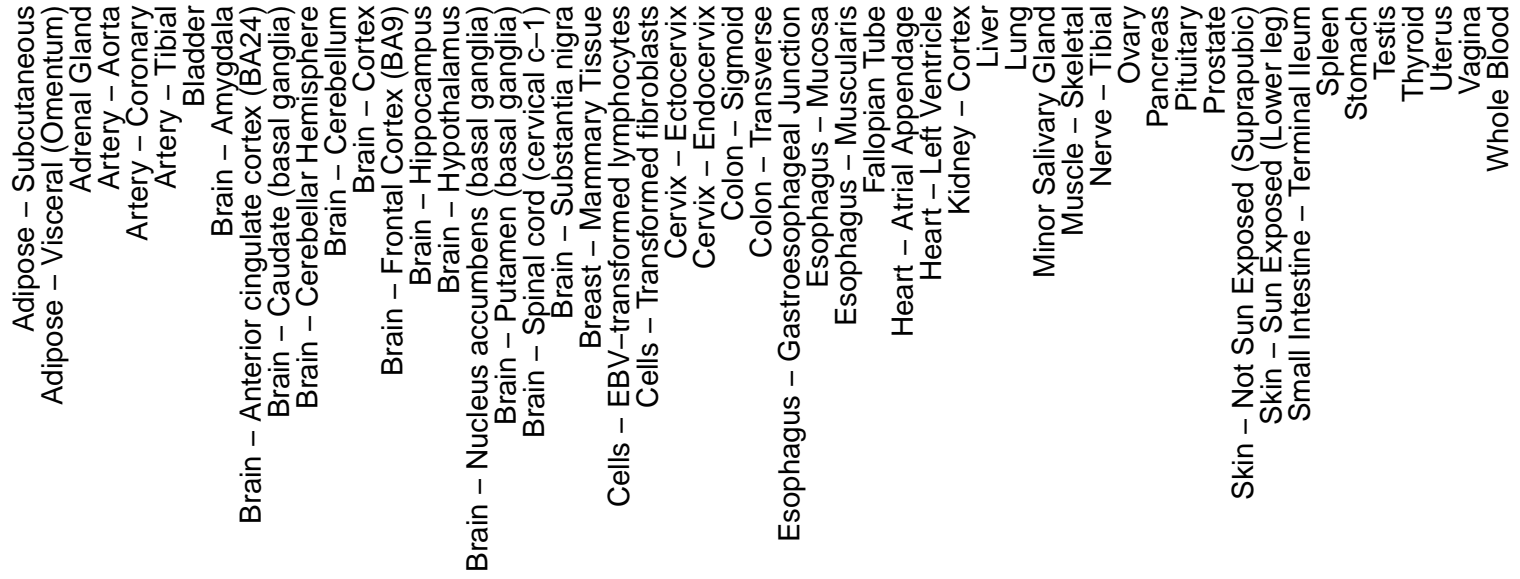 Adipose – Subcutaneous
Adipose – Visceral (Omentum)
Adrenal Gland
Artery – Aorta
Artery – Coronary
Artery – Tibial
Bladder
Brain – Amygdala
Brain – Anterior cingulate cortex (BA24)
Brain – Caudate (basal ganglia)
Brain – Cerebellar Hemisphere
Brain – Cerebellum
Brain – Cortex
Brain – Frontal Cortex (BA9)
Brain – Hippocampus
Brain – Hypothalamus
Brain – Nucleus accumbens (basal ganglia)
Brain – Putamen (basal ganglia)
Brain – Spinal cord (cervical c–1)
Brain – Substantia nigra
Breast – Mammary Tissue
Cells – EBV–transformed lymphocytes
Cells – Transformed fibroblasts
Cervix – Ectocervix
Cervix – Endocervix
Colon – Sigmoid
Colon – Transverse
Esophagus – Gastroesophageal Junction
Esophagus – Mucosa
Esophagus – Muscularis
Fallopian Tube
Heart – Atrial Appendage
Heart – Left Ventricle
Kidney – Cortex
Liver
Lung
Minor Salivary Gland
Muscle – Skeletal
Nerve – Tibial
Ovary
Pancreas
Pituitary
Prostate
Skin – Not Sun Exposed (Suprapubic)
Skin – Sun Exposed (Lower leg)
Small Intestine – Terminal Ileum
Spleen
Stomach
Testis
Thyroid
Uterus
Vagina
Whole Blood